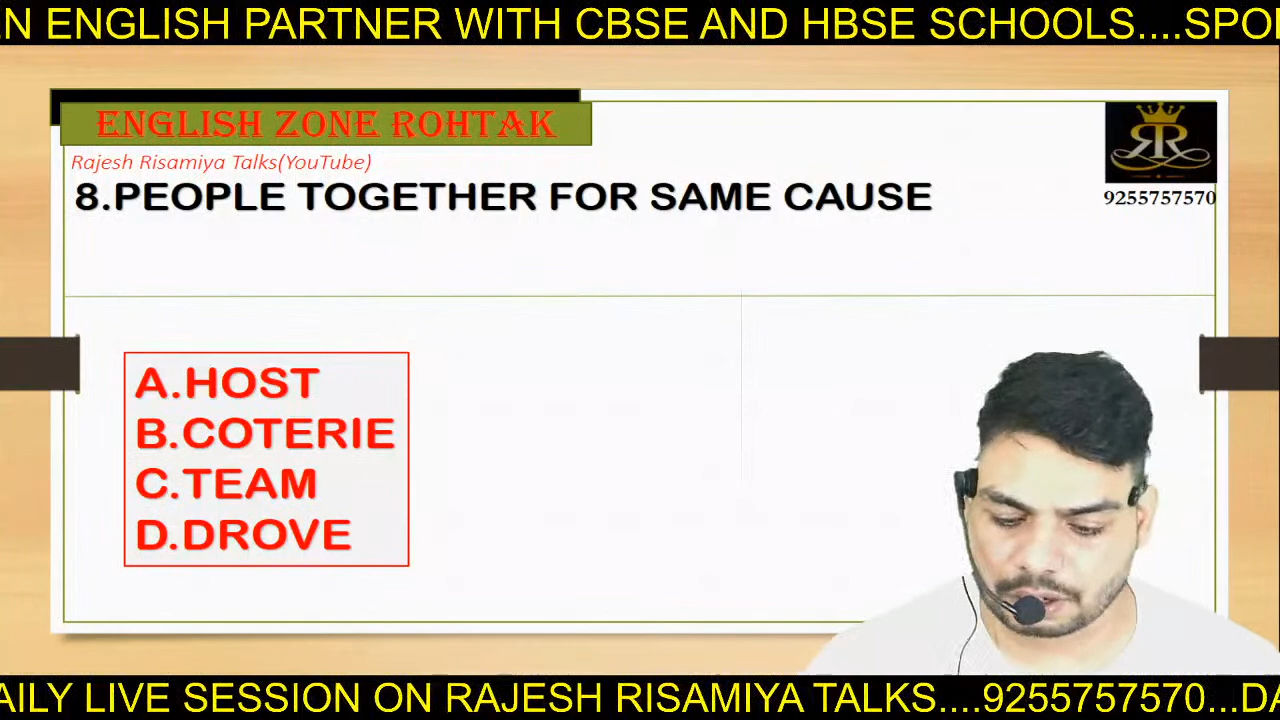 N ENGLISH PARTNER WITH CBSE AND HBSE SCHOOLS....SPO
ENGLISH ZONE ROHTAK
Rajesh Risamiya Talks(YouTube)
RR
9255757570
8.PEOPLE TOGETHER FOR SAME CAUSE
A.HOST
B.COTERIE
C.TEAM
D.DROVE
AILY LIVE SESSION ON RAJESH RISAMIYA TALKS....9255757570...DA